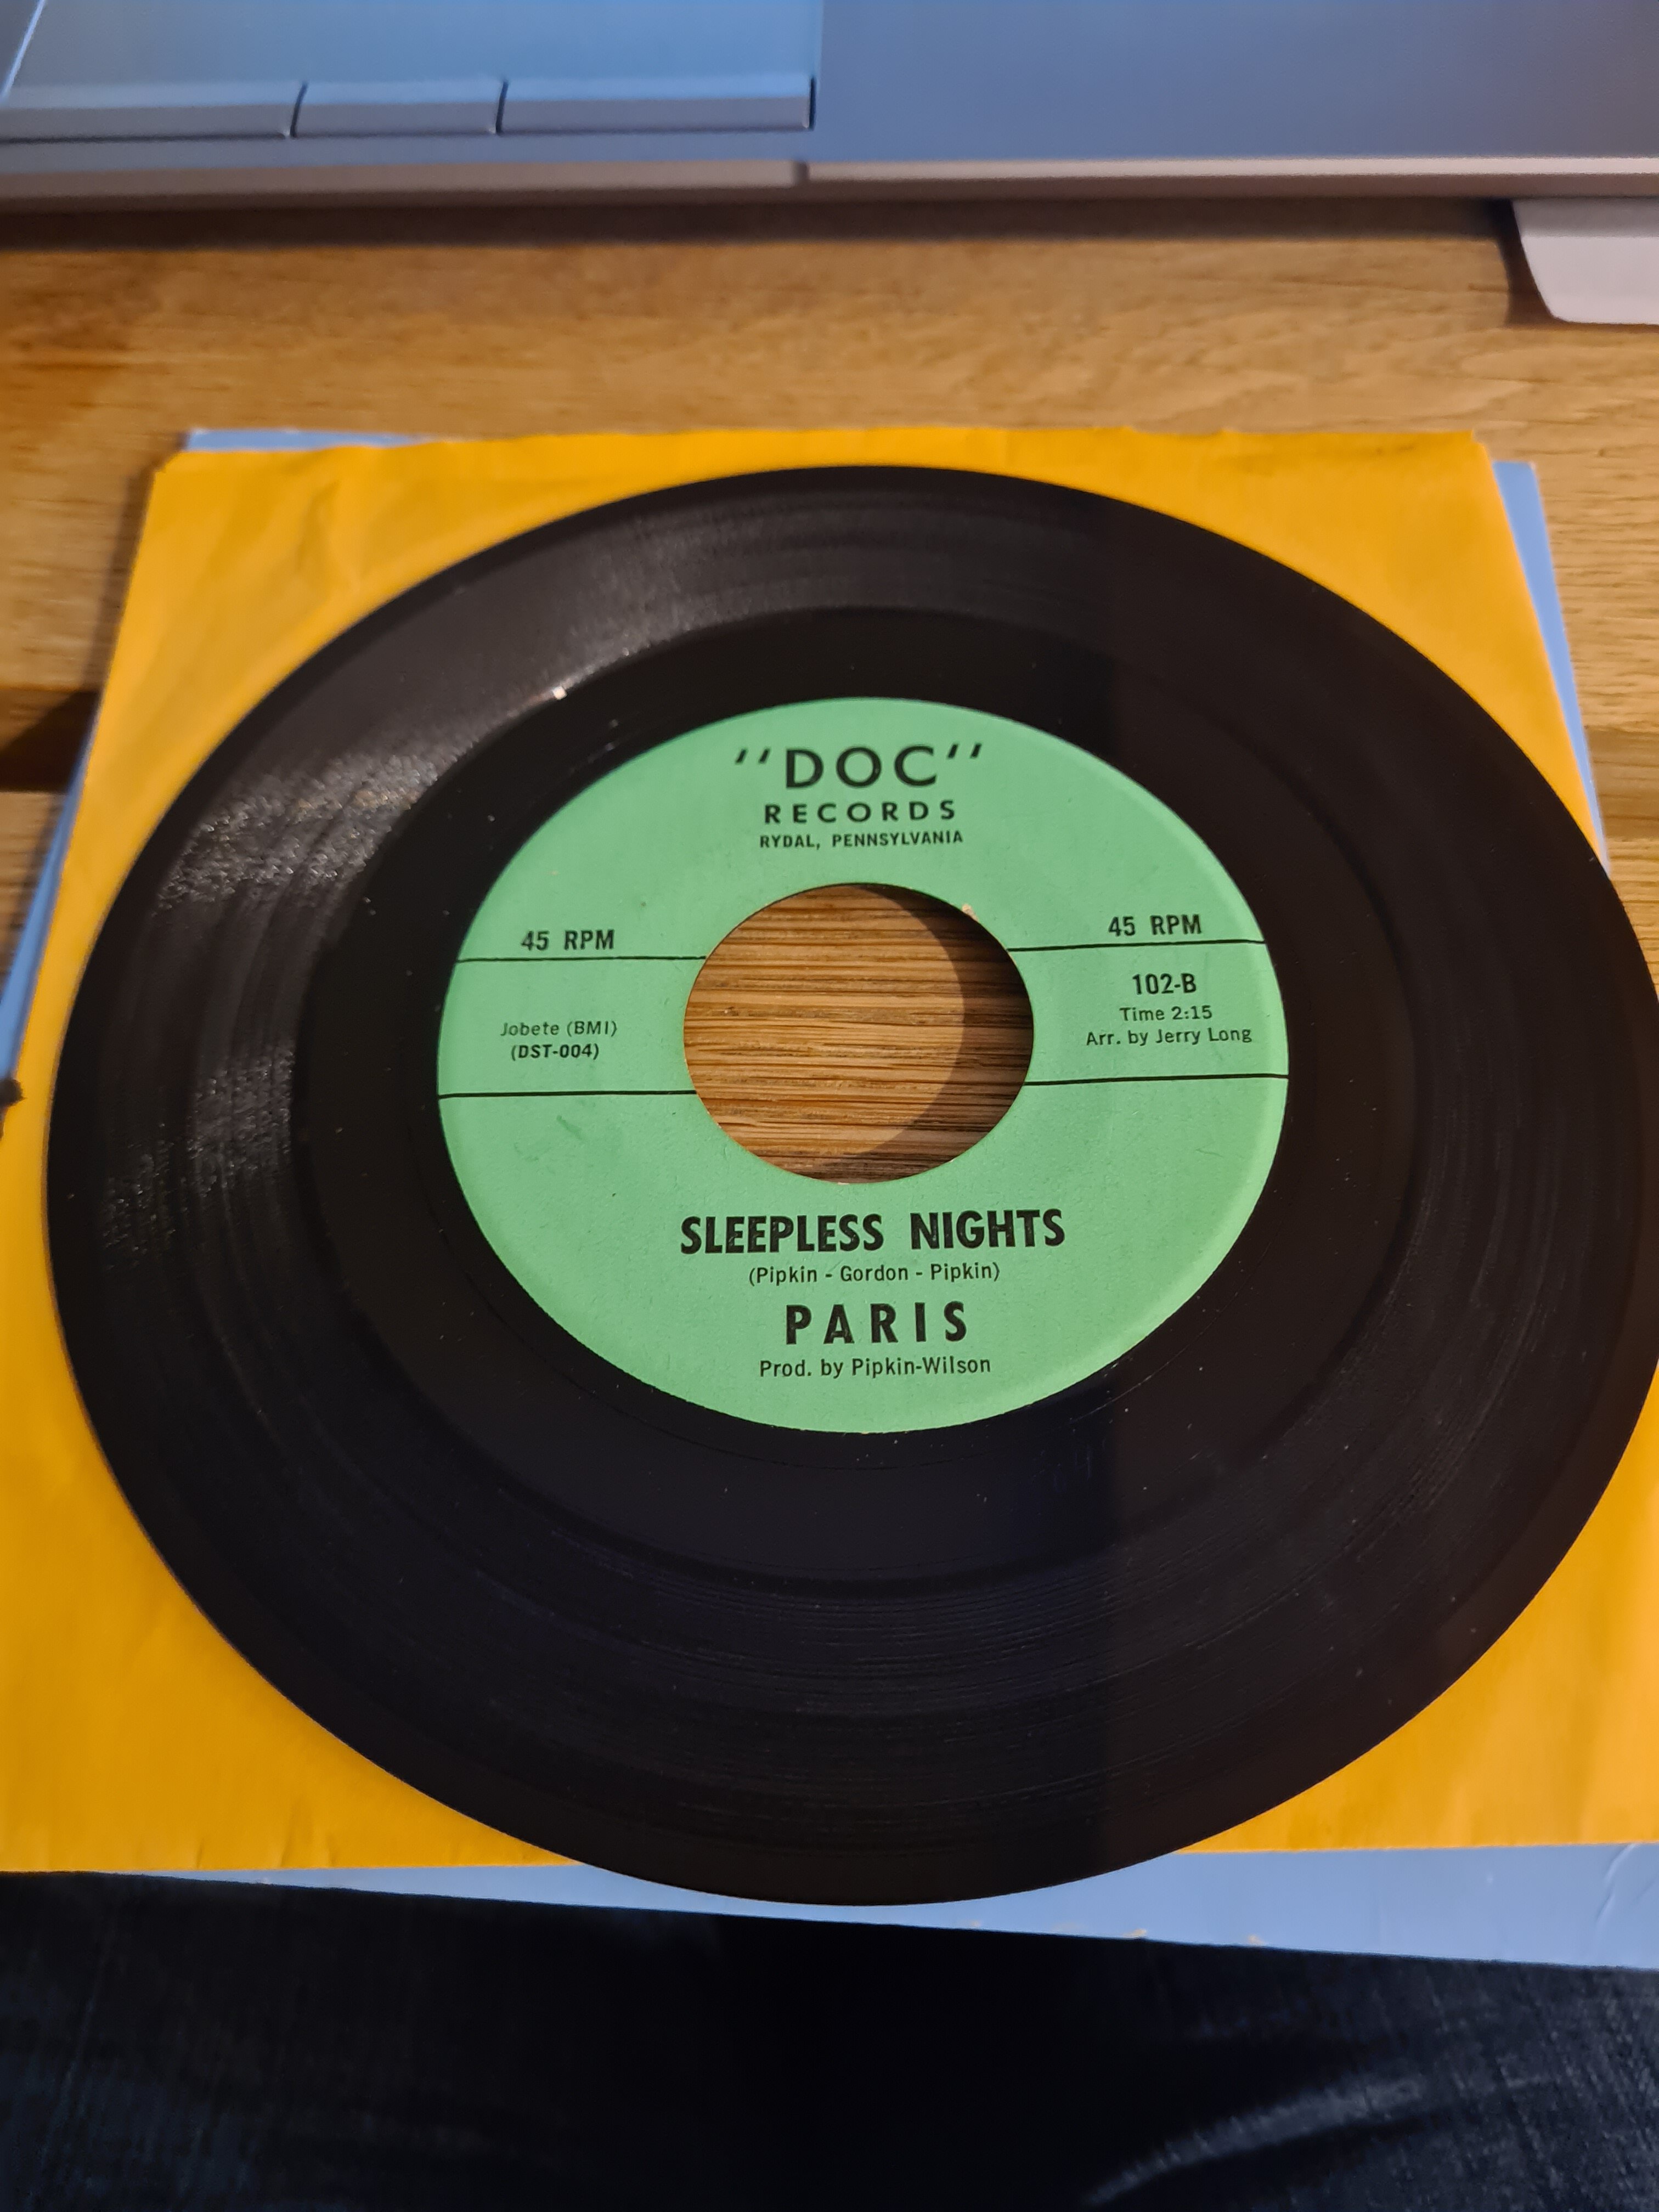 "DOC"
RECORDS
RYDAL, PENNSYLVANIA
45 RPM
45 RPM
Jobete (BMI)
(DST-004)
102-B
Time 2:15
Arr. by Jerry Long
SLEEPLESS NIGHTS
(Pipkin - Gordon - Pipkin)
PARIS
Prod. by Pipkin-Wilson